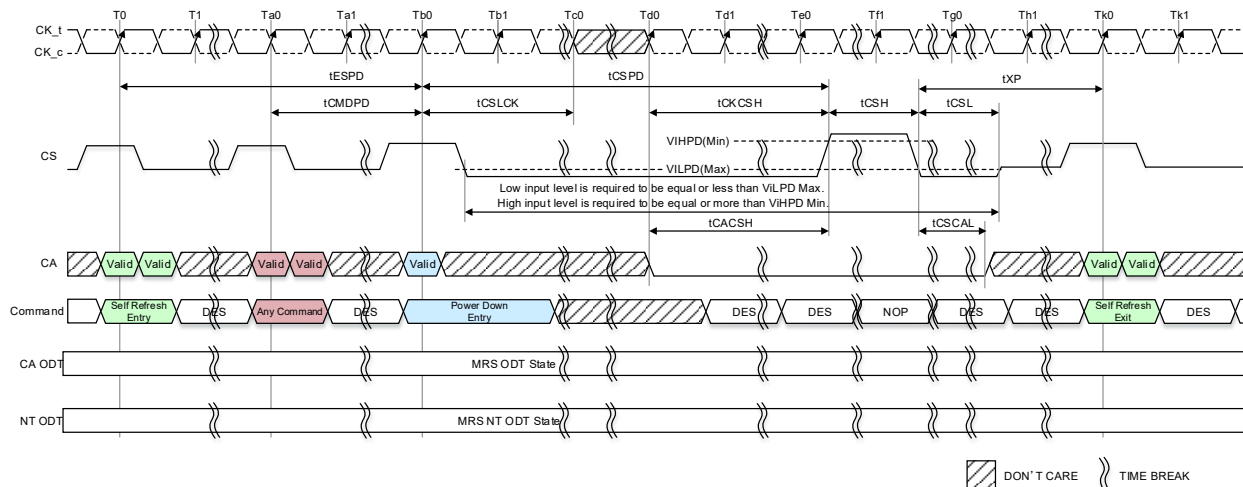 T0 T1 Ta0 Ta1 Tb0 Tb1 Tc0 Td0 Td1 Te0 Tf1 Tg0 Th1 Tk0 Tk1
CK_t
CK_c
tESPD tCSPD tXP
tCMDPD tCSLCK tCKCSH tCSH tCSL
VIHPD(Min)
CS
VILPD(Max)
Low input level is required to be equal or less than ViLPD Max.
High input level is required to be equal or more than ViHPD Min.
tCACSH tCSCAL
CA Valid Valid Valid Valid Valid Valid Valid
Command Self Refresh Entry DES Any Command DES Power Down Entry DES DES NOP DES DES Self Refresh Exit DES
CA ODT MRS ODT State
NT ODT MRS NT ODT State
DON'T CARE TIME BREAK